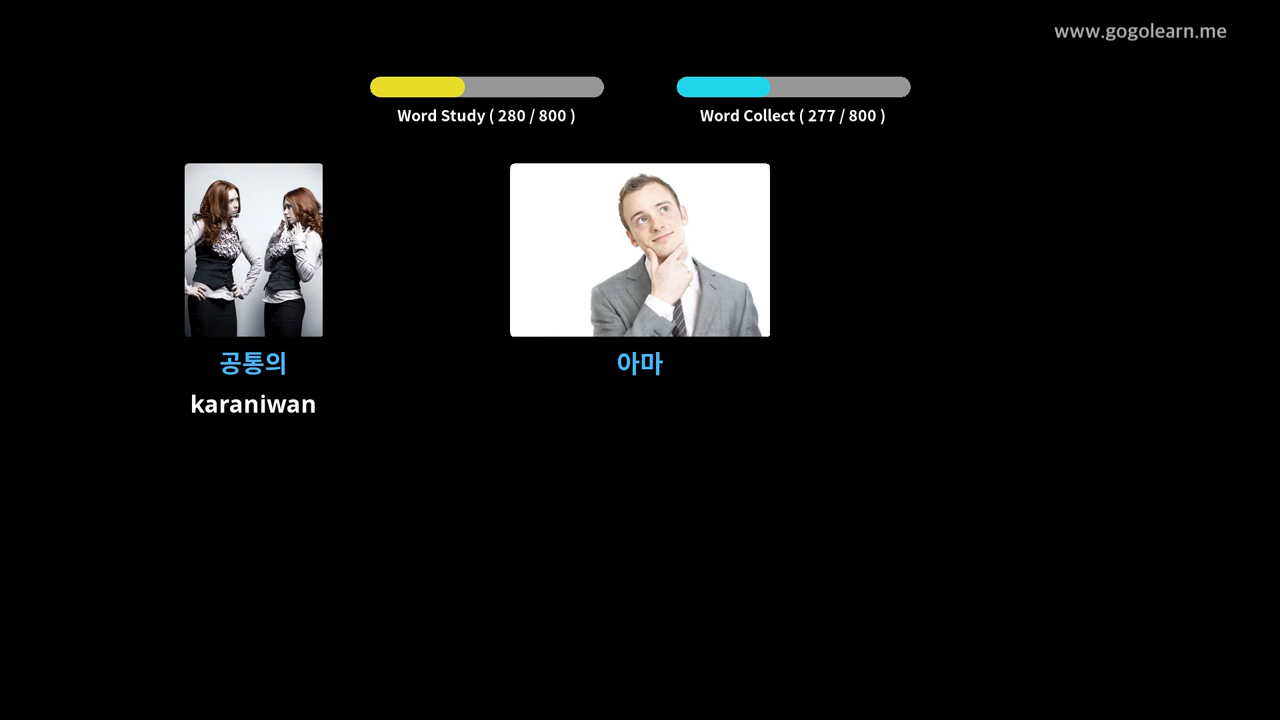 www.gogolearn.me
Word Study ( 280 / 800 )
Word Collect ( 277 / 800 )
공통의
아마
karaniwan